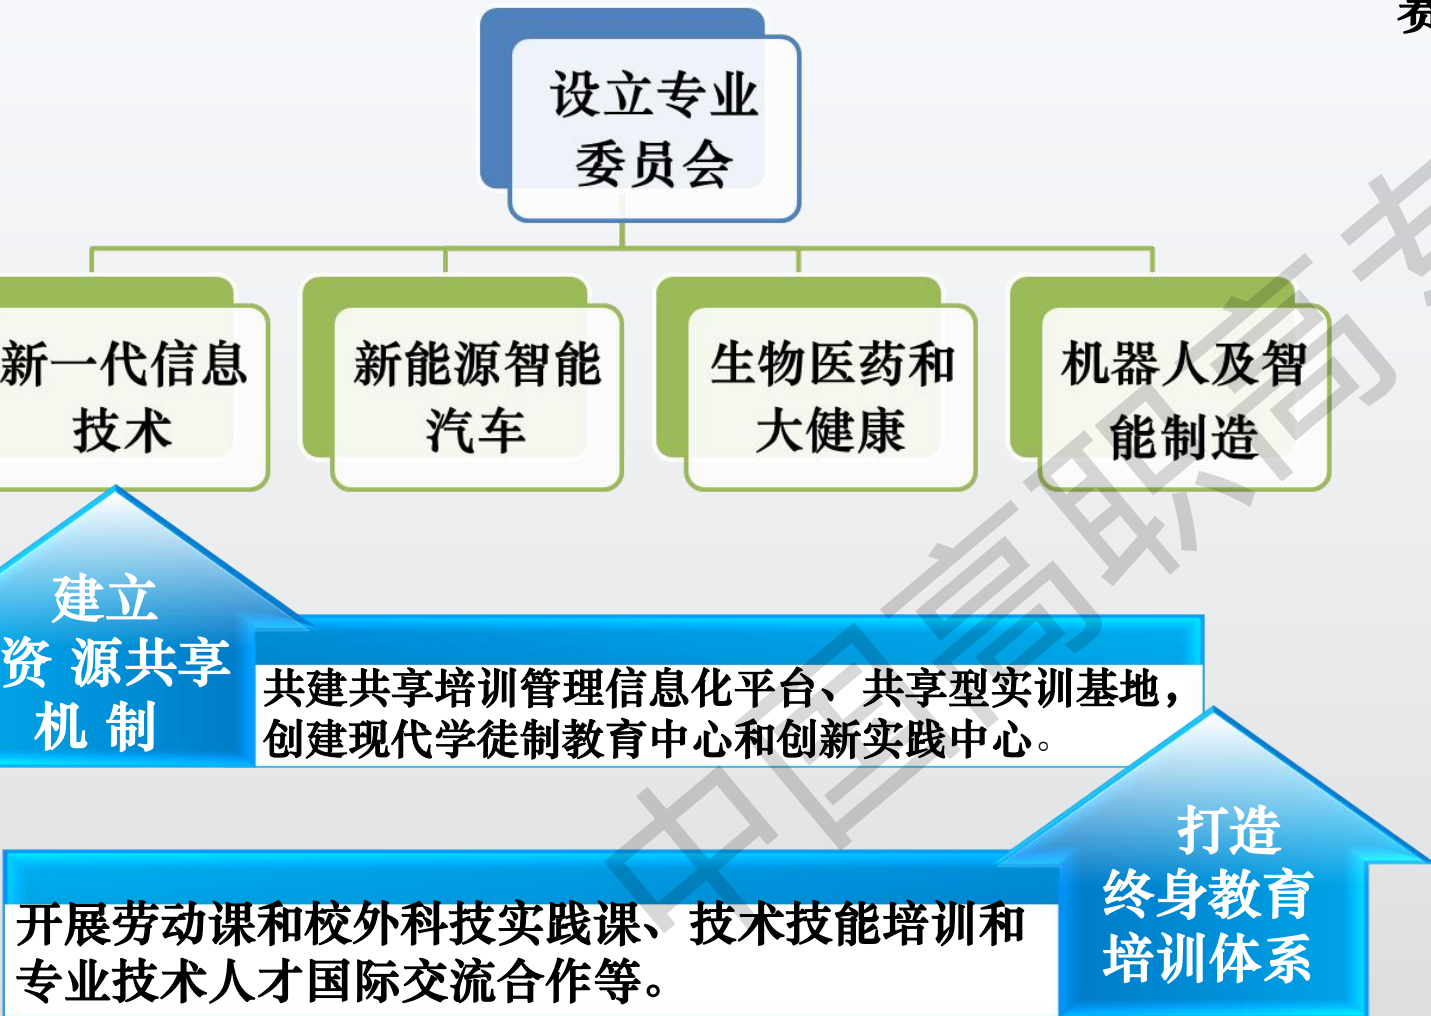 设立专业
委员会
新一代信息
技术
新能源智能
汽车
生物医药和
大健康
机器人及智
能制造
建立
资 源共享
机 制
共建共享培训管理信息化平台、共享型实训基地，
创建现代学徒制教育中心和创新实践中心。
打造
终身教育
培训体系
开展劳动课和校外科技实践课、技术技能培训和
专业技术人才国际交流合作等。
中国高职高专